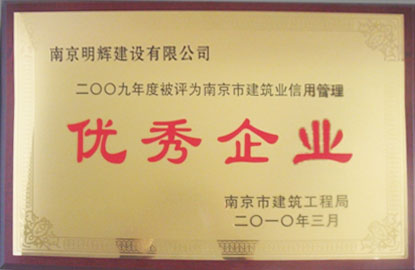 南京明辉建设有限公司
二〇〇九年度被评为南京市建筑业信用管理
优秀企业
南京市建筑工程局
二〇一〇年三月